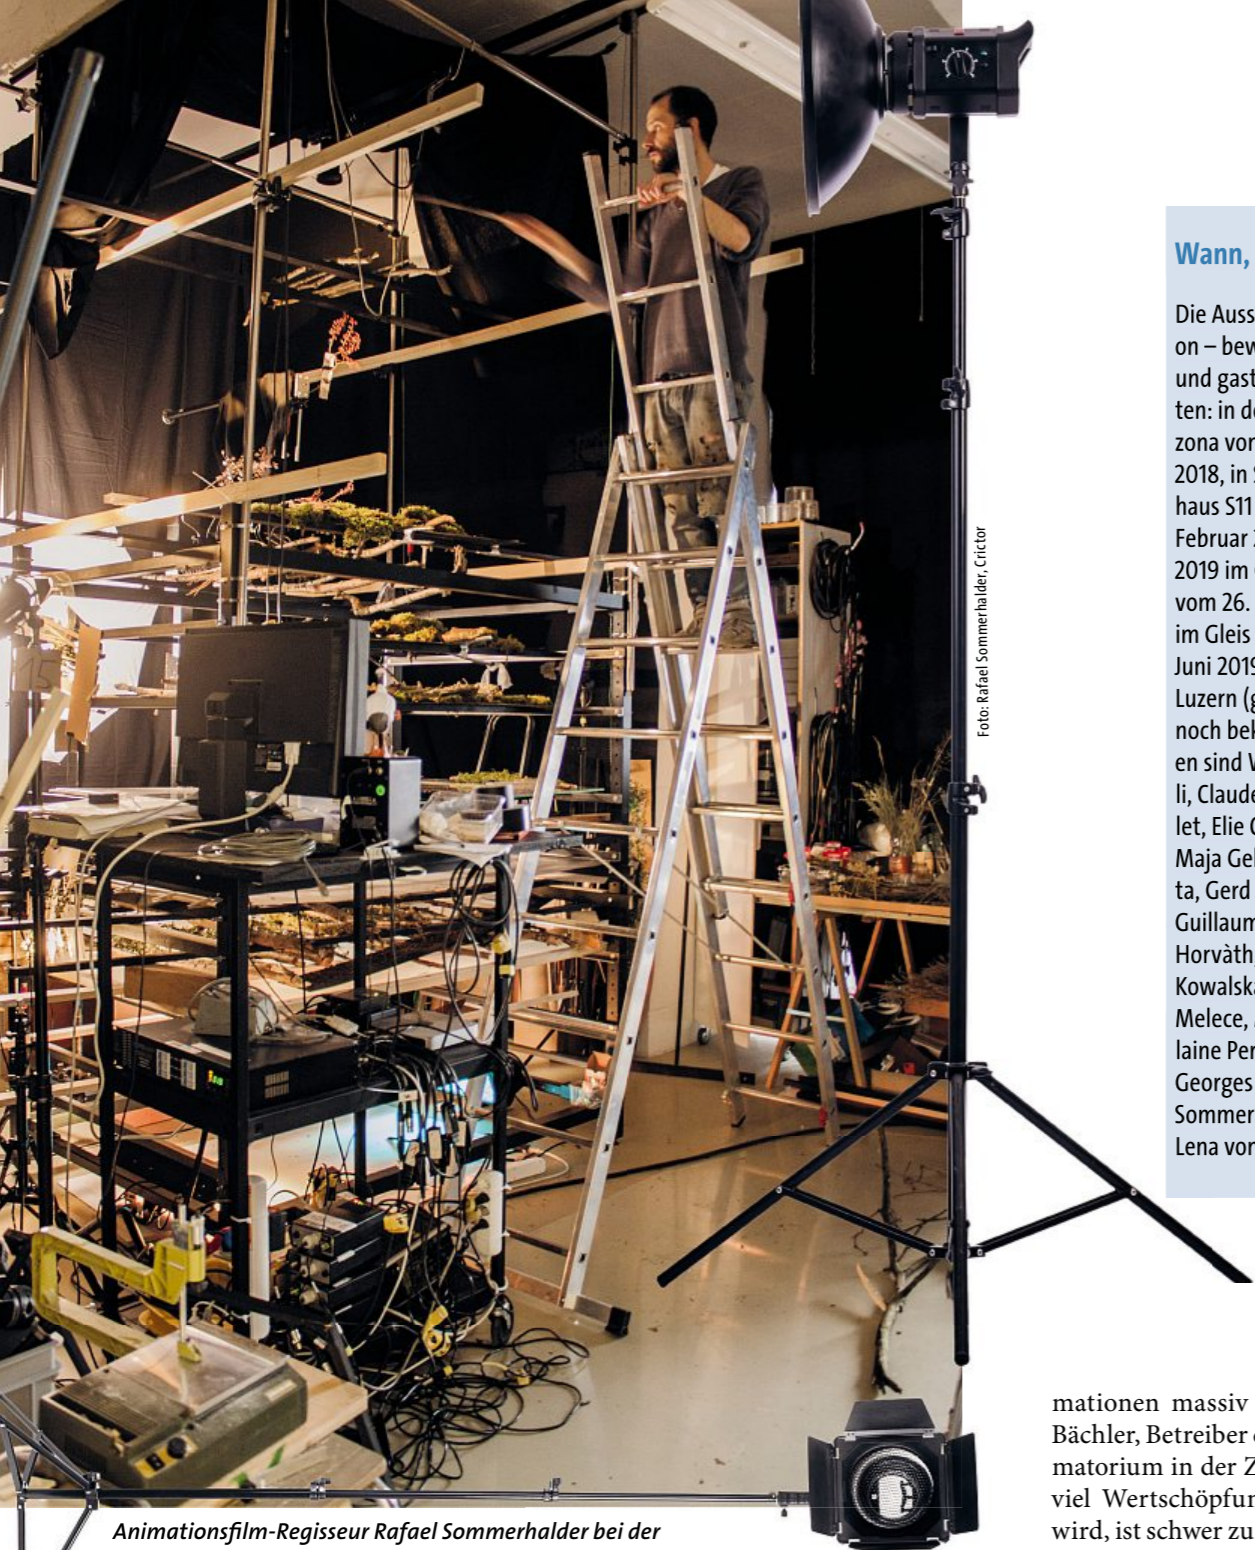 Foto: Rafael Sommerhalder, Crictor
Animationsfilm-Regisseur Rafael Sommerhalder bei der
Wann,
Die Auss
on – bew
und gast
ten: in de
zona vor
2018, in
haus S11
Februar
2019 im
vom 26.
im Gleis
Juni 2019
Luzern (g
noch bek
en sind
li, Claude
let, Elie
Maja Gel
ta, Gerd
Guillaum
Horvàth,
Kowalska
Melece,
laine Per
Georges
Sommer
Lena vor
mationen massiv
Bächler, Betreiber
matorium in der Z
viel Wertschöpfun
wird, ist schwer zu